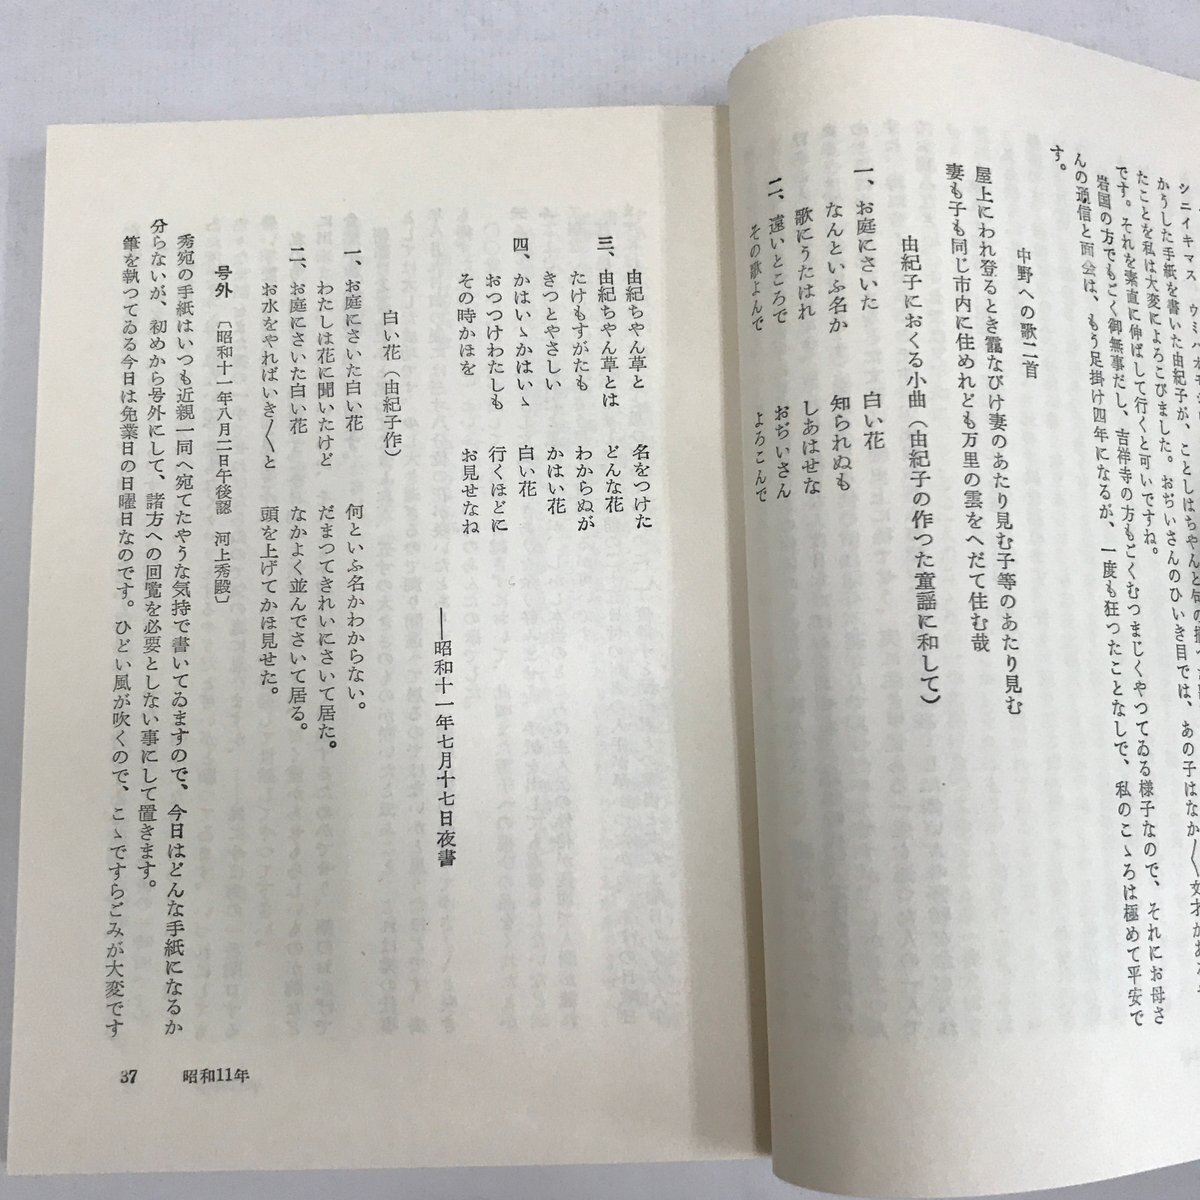 シニイキマス
かうした手紙を書いた由紀子が、ことしはちやんと句の
たことを私は大変によろこびました。おぢいさんのひいき目では、あの子はなか〳〵文才があ
です。それを素直に伸ばして行くと可いですね。
岩国の方でもごく御無事だし、吉祥寺の方もごくむつまじくやつてゐる様子なので、それにお母さ
んの通信と面会は、もう足掛け四年になるが、一度も狂つたことなしで、私のこゝろは極めて平安で
す。
中野への歌二首
屋上にわれ登るとき靄なびけ妻のあたり見む子等のあたり見む
妻も子も同じ市内に住めれども万里の雲をへだて住む哉
由紀子におくる小曲（由紀子の作つた童謡に和して）
一、お庭にさいた　白い花
なんといふ名か　知られぬも
歌にうたはれ　しあはせな
二、遠いところで　おぢいさん
その歌よんで　よろこんで
由紀ちやん草と　名をつけた
三、由紀ちやん草とは　どんな花
たけもすがたも　わからぬが
きつとやさしい　かはい花
四、かはいゝかはいゝ　白い花
おつつけわたしも　行くほどに
その時かほを　お見せなね
――昭和十一年七月十七日夜書
白い花（由紀子作）
一、お庭にさいた白い花　何といふ名かわからない。
わたしは花に聞いたけど　だまつてきれいにさいて居た。
二、お庭にさいた白い花　なかよく並んでさいて居る。
お水をやればいき〳〵と　頭を上げてかほ見せた。
号外　〔昭和十一年八月二日午後認　河上秀殿〕
秀宛の手紙はいつも近親一同へ宛てたやうな気持で書いてゐますので、今日はどんな手紙になるか
分らないが、初めから号外にして、諸方への回覧を必要としない事にして置きます。
筆を執つてゐる今日は免業日の日曜日なのです。ひどい風が吹くので、こゝですらごみが大変です
37　昭和11年